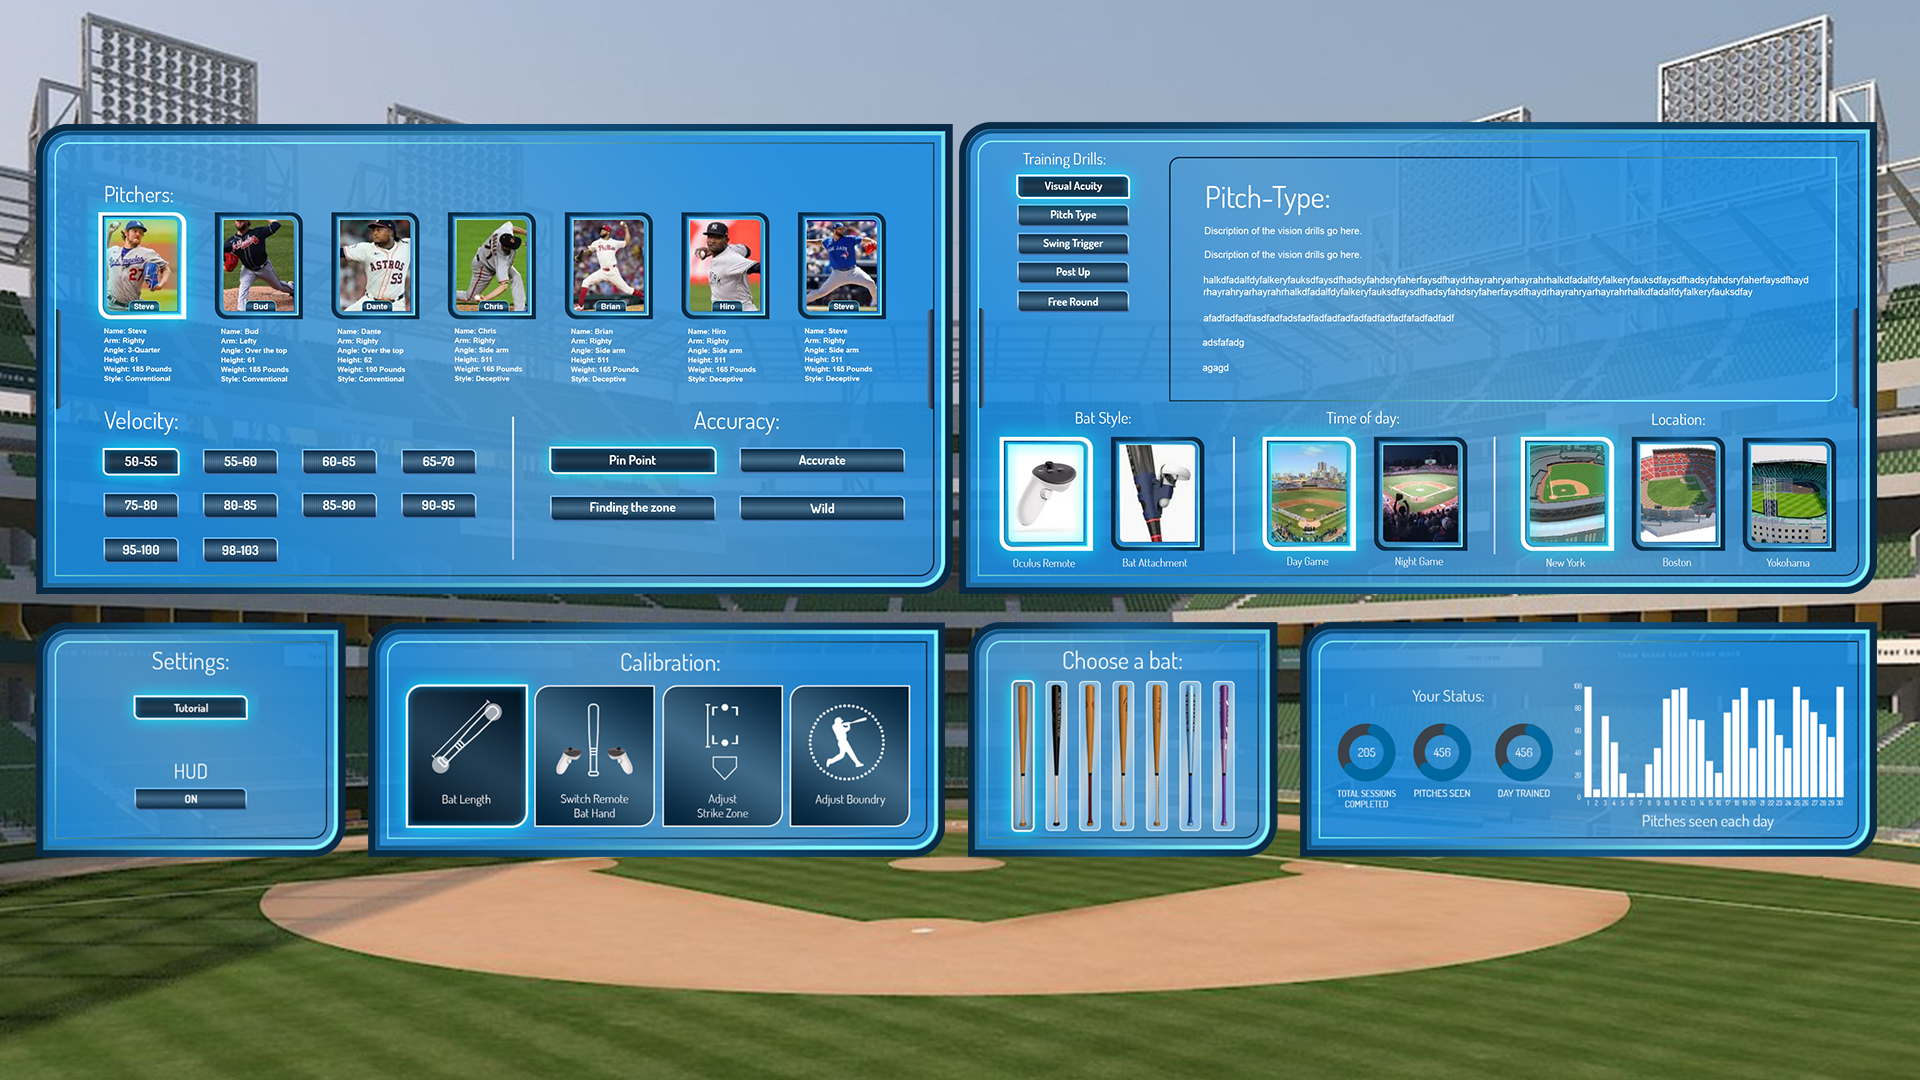 Pitchers:
Steve
Bud
Dante
Chris
Brian
Hiro
Steve
Name: Steve
Arm: Righty
Angle: 3-Quarter
Height: 61
Weight: 185 Pounds
Style: Conventional
Name: Bud
Arm: Lefty
Angle: Over the top
Height: 61
Weight: 185 Pounds
Style: Conventional
Name: Dante
Arm: Righty
Angle: Over the top
Height: 62
Weight: 190 Pounds
Style: Conventional
Name: Chris
Arm: Righty
Angle: Side arm
Height: 511
Weight: 165 Pounds
Style: Deceptive
Name: Brian
Arm: Righty
Angle: Side arm
Height: 511
Weight: 165 Pounds
Style: Deceptive
Name: Hiro
Arm: Righty
Angle: Side arm
Height: 511
Weight: 165 Pounds
Style: Deceptive
Name: Steve
Arm: Righty
Angle: Side arm
Height: 511
Weight: 165 Pounds
Style: Deceptive
Velocity:
50-55
55-60
60-65
65-70
75-80
80-85
85-90
90-95
95-100
98-103
Accuracy:
Pin Point
Accurate
Finding the zone
Wild
Training Drills:
Visual Acuity
Pitch Type
Swing Trigger
Post Up
Free Round
Pitch-Type:
Discription of the vision drills go here.
Discription of the vision drills go here.
adsfafadg
agagd
Bat Style:
Oculus Remote
Bat Attachment
Time of day:
Day Game
Night Game
Location:
New York
Boston
Yokohama
Settings:
Tutorial
HUD
ON
Calibration:
Bat Length
Switch Remote
Bat Hand
Adjust
Strike Zone
Adjust Boundry
Choose a bat:
Your Status:
205
456
456
TOTAL SESSIONS
COMPLETED
PITCHES SEEN
DAY TRAINED
100
80
60
40
20
0
1 2 3 4 5 6 7 8 9 10 11 12 13 14 15 16 17 18 19 20 21 22 23 24 25 26 27 28 29 30
Pitches seen each day